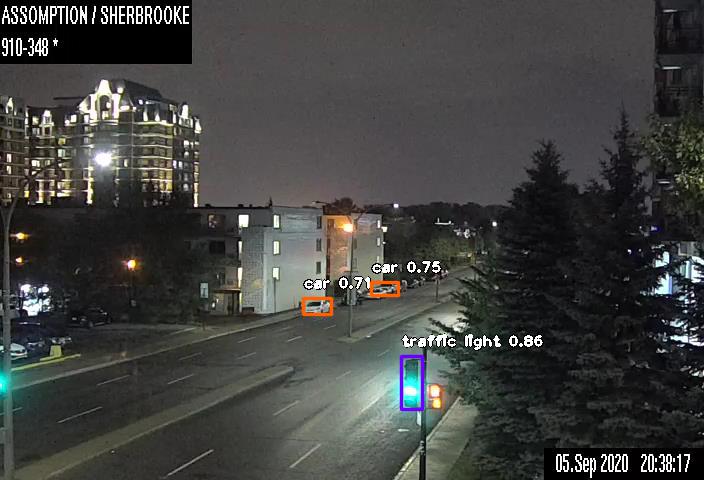 ASSOMPTION / SHERBROOKE
910-348 *
car 0.71
car 0.75
traffic light 0.86
05.Sep 2020 20:38:17